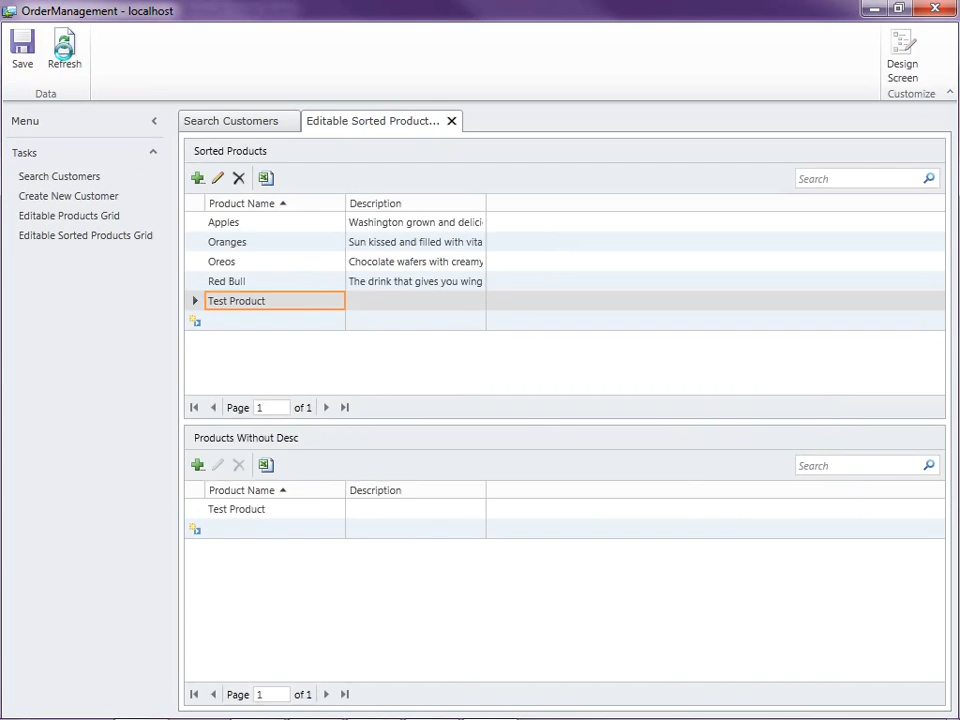 OrderManagement - localhost
Save
Refresh
Data
Design
Screen
Customize
Menu
Tasks
Search Customers
Create New Customer
Editable Products Grid
Editable Sorted Products Grid
Search Customers
Editable Sorted Product...
Sorted Products
Search
Product Name
Description
Apples
Washington grown and delici
Oranges
Sun kissed and filled with vita
Oreos
Chocolate wafers with creamy
Red Bull
The drink that gives you wing
Test Product
Page 1 of 1
Products Without Desc
Search
Product Name
Description
Test Product
Page 1 of 1